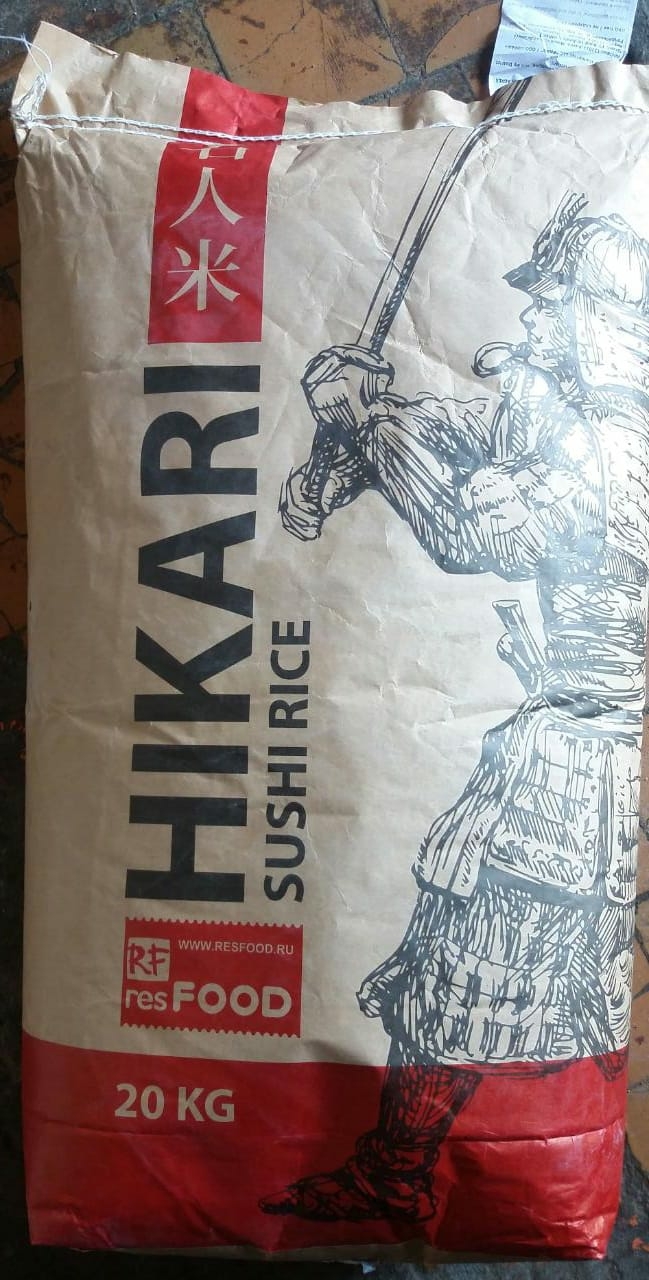 人米
HIKARI
SUSHI RICE
RF
WWW.RESFOOD.RU
resFOOD
20 KG